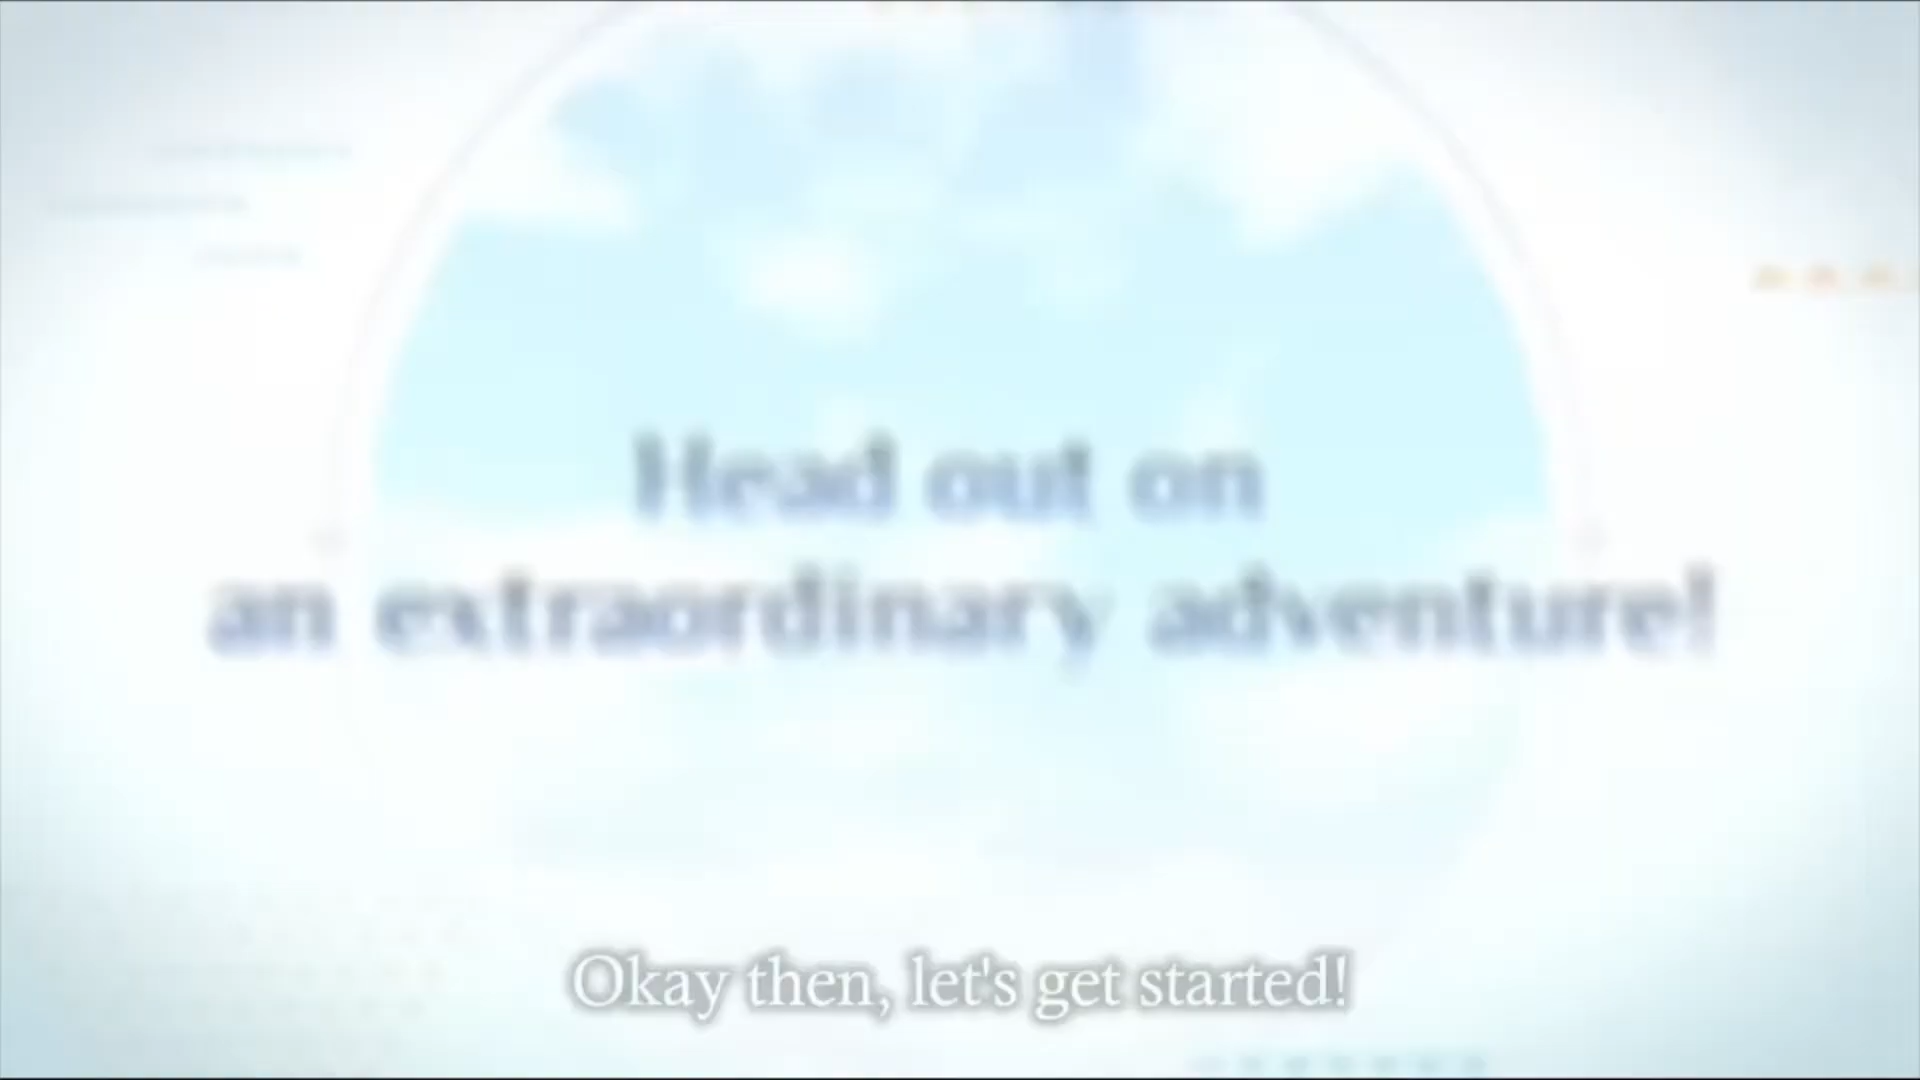 Head out on
an extraordinary adventure!
Okay then, let's get started!